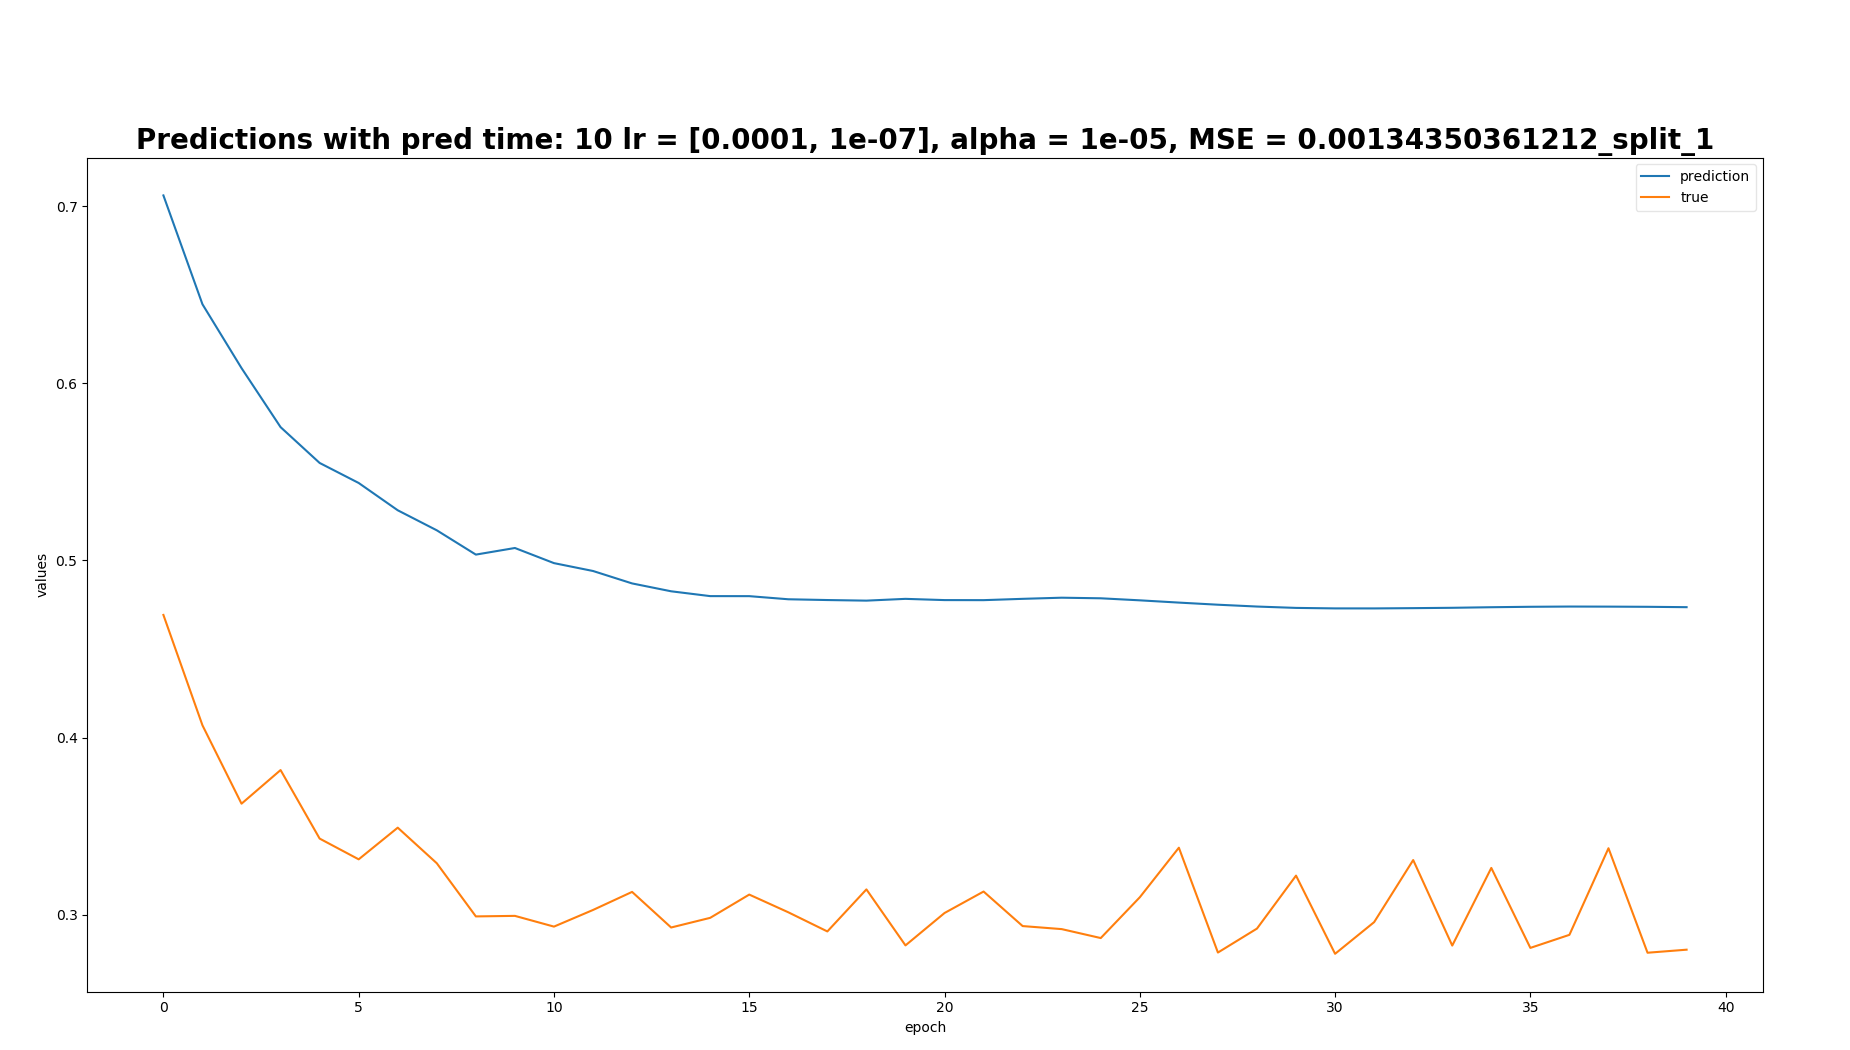 Predictions with pred time: 10 lr = [0.0001, 1e-07], alpha = 1e-05, MSE = 0.00134350361212_split_1
prediction
true
0.7
0.6
0.5
0.4
0.3
values
0 5 10 15 20 25 30 35 40
epoch